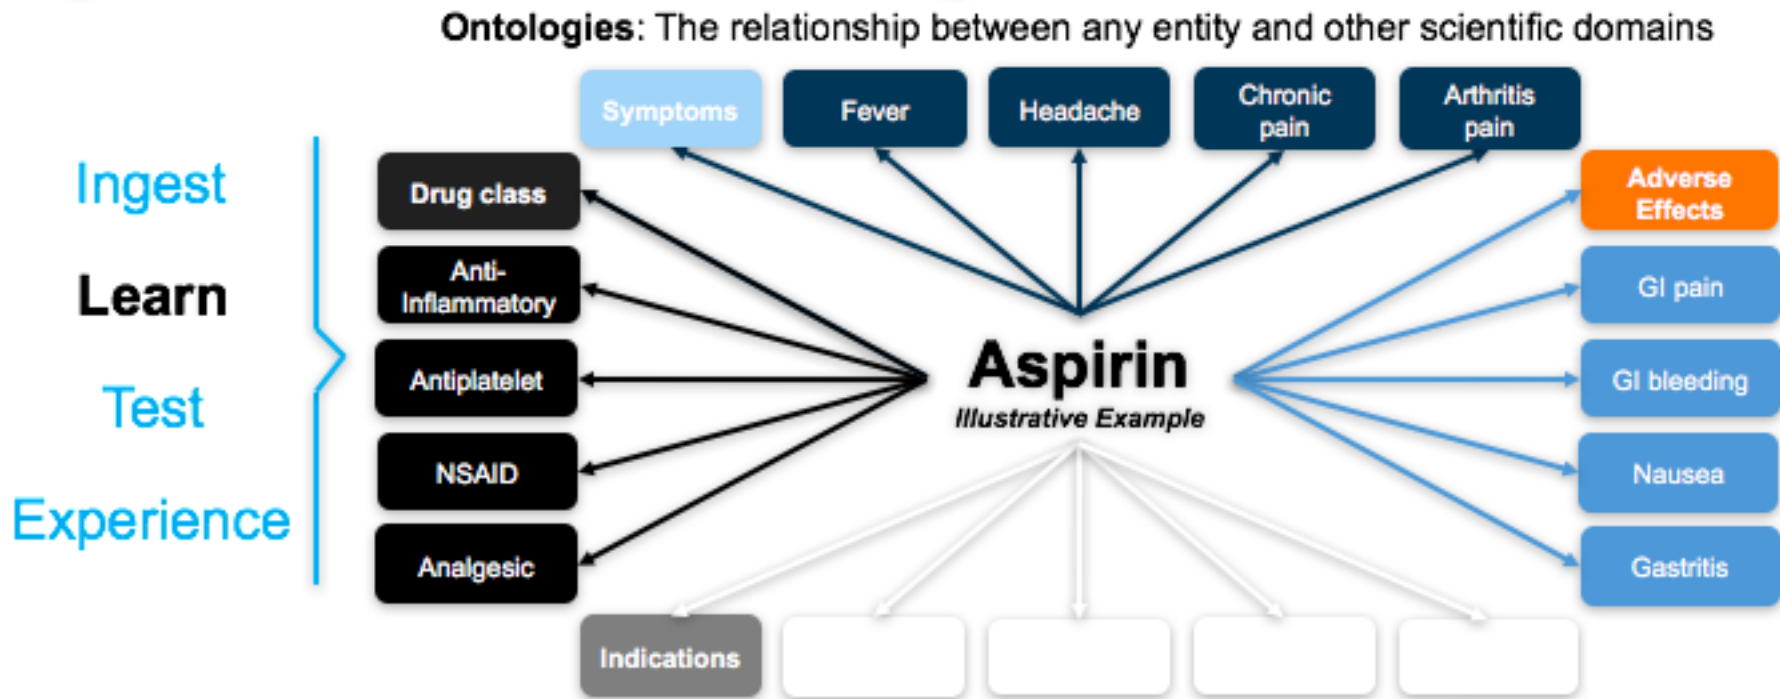 Ontologies: The relationship between any entity and other scientific domains
Symptoms
Fever
Headache
Chronic
pain
Arthritis
pain
Ingest
Learn
Test
Experience
Drug class
Anti-
Inflammatory
Antiplatelet
NSAID
Analgesic
Aspirin
Illustrative Example
Adverse
Effects
GI pain
GI bleeding
Nausea
Gastritis
Indications